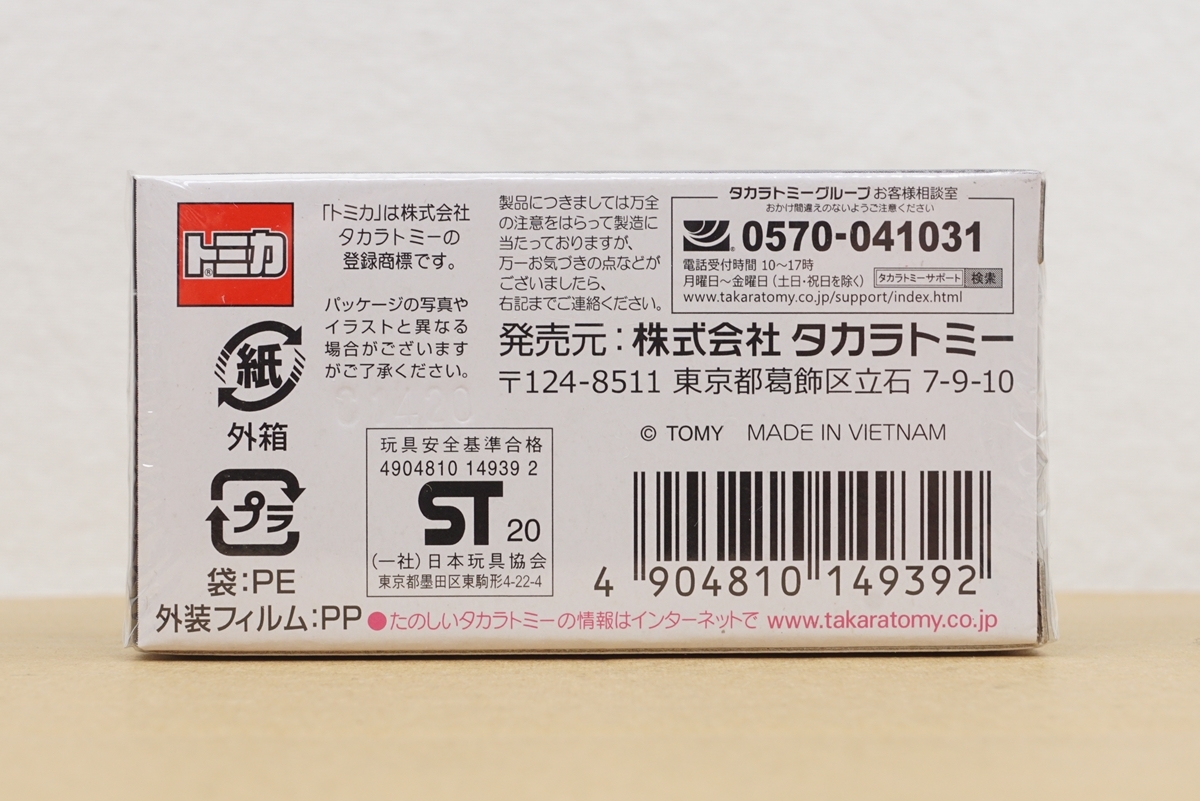 トミカ®
「トミカ」は株式会社
タカラトミーの
登録商標です。
パッケージの写真や
イラストと異なる
場合がございます
がご了承ください。
紙
外箱
プラ
袋:PE
外装フィルム:PP
製品につきましては万全
の注意をはらって製造に
当たっておりますが、
万一お気づきの点などが
ございましたら、
右記までご連絡ください。
タカラトミーグループ お客様相談室
おかけ間違えのないようご注意ください
0570-041031
電話受付時間 10〜17時
月曜日〜金曜日 (土日・祝日を除く) タカラトミーサポート 検索
www.takaratomy.co.jp/support/index.html
発売元:株式会社 タカラトミー
〒124-8511 東京都葛飾区立石 7-9-10
© TOMY MADE IN VIETNAM
玩具安全基準合格
4904810 14939 2
ST 20
(一社)日本玩具協会
東京都墨田区東駒形4-22-4
4 904810 149392
●たのしいタカラトミーの情報はインターネットで www.takaratomy.co.jp